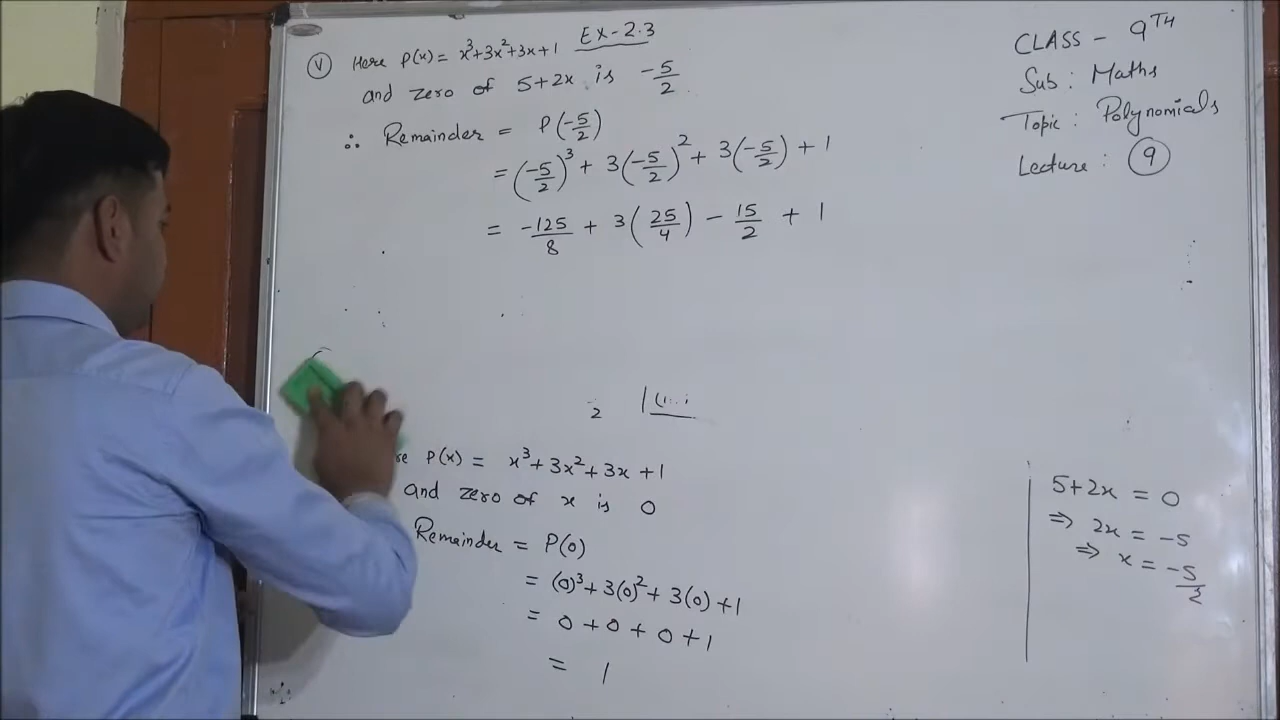 EX-2.3
(V) Here P(x) = x³+3x²+3x+1
and zero of 5+2x is -5/2
∴ Remainder = P(-5/2)
= (-5/2)³ + 3(-5/2)² + 3(-5/2) + 1
= -125/8 + 3(25/4) - 15/2 + 1
2
P(x) = x³+3x²+3x+1
and zero of x is 0
Remainder = P(0)
= (0)³+3(0)²+3(0)+1
= 0+0+0+1
= 1
CLASS - 9TH
Sub : Maths
Topic : Polynomials
Lecture : 9
5+2x = 0
⇒ 2x = -5
⇒ x = -5/2